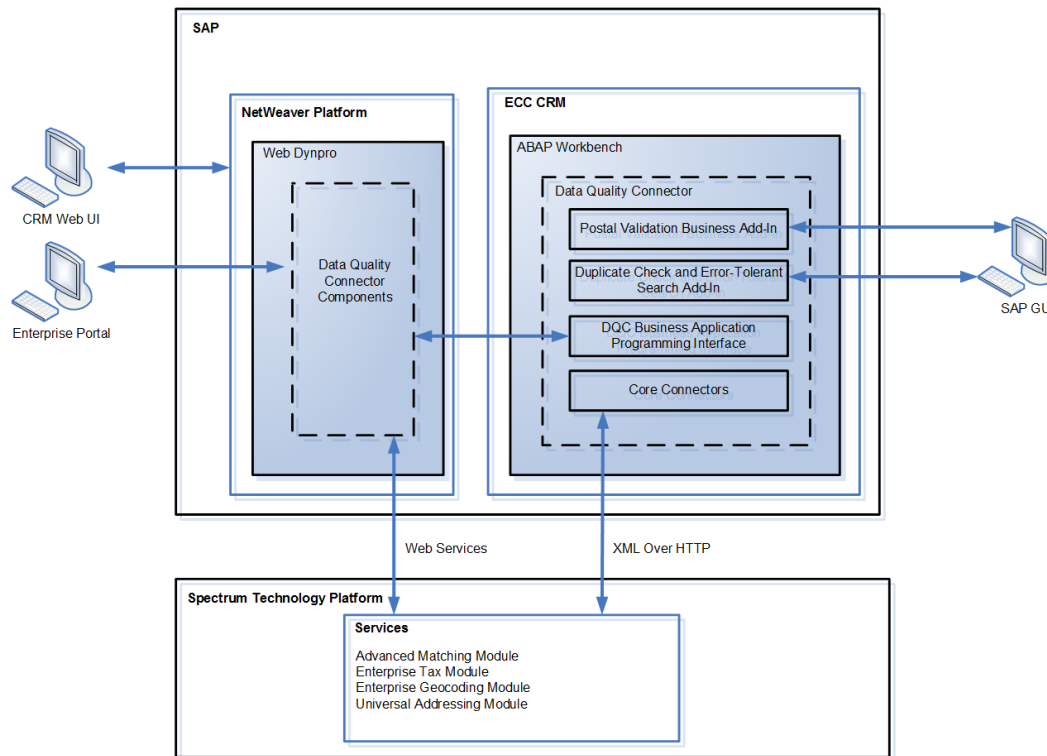 SAP
NetWeaver Platform
Web Dynpro
Data Quality
Connector
Components
ECC CRM
ABAP Workbench
Data Quality Connector
Postal Validation Business Add-In
Duplicate Check and Error-Tolerant
Search Add-In
DQC Business Application
Programming Interface
Core Connectors
CRM Web UI
Enterprise Portal
SAP GUI
Web Services
XML Over HTTP
Spectrum Technology Platform
Services
Advanced Matching Module
Enterprise Tax Module
Enterprise Geocoding Module
Universal Addressing Module